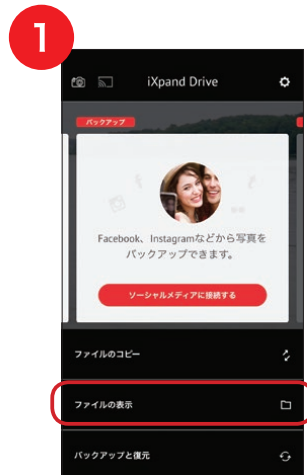 1
iXpand Drive
バックアップ
Facebook、Instagramなどから写真を
バックアップできます。
ソーシャルメディアに接続する
ファイルのコピー
ファイルの表示
バックアップと復元